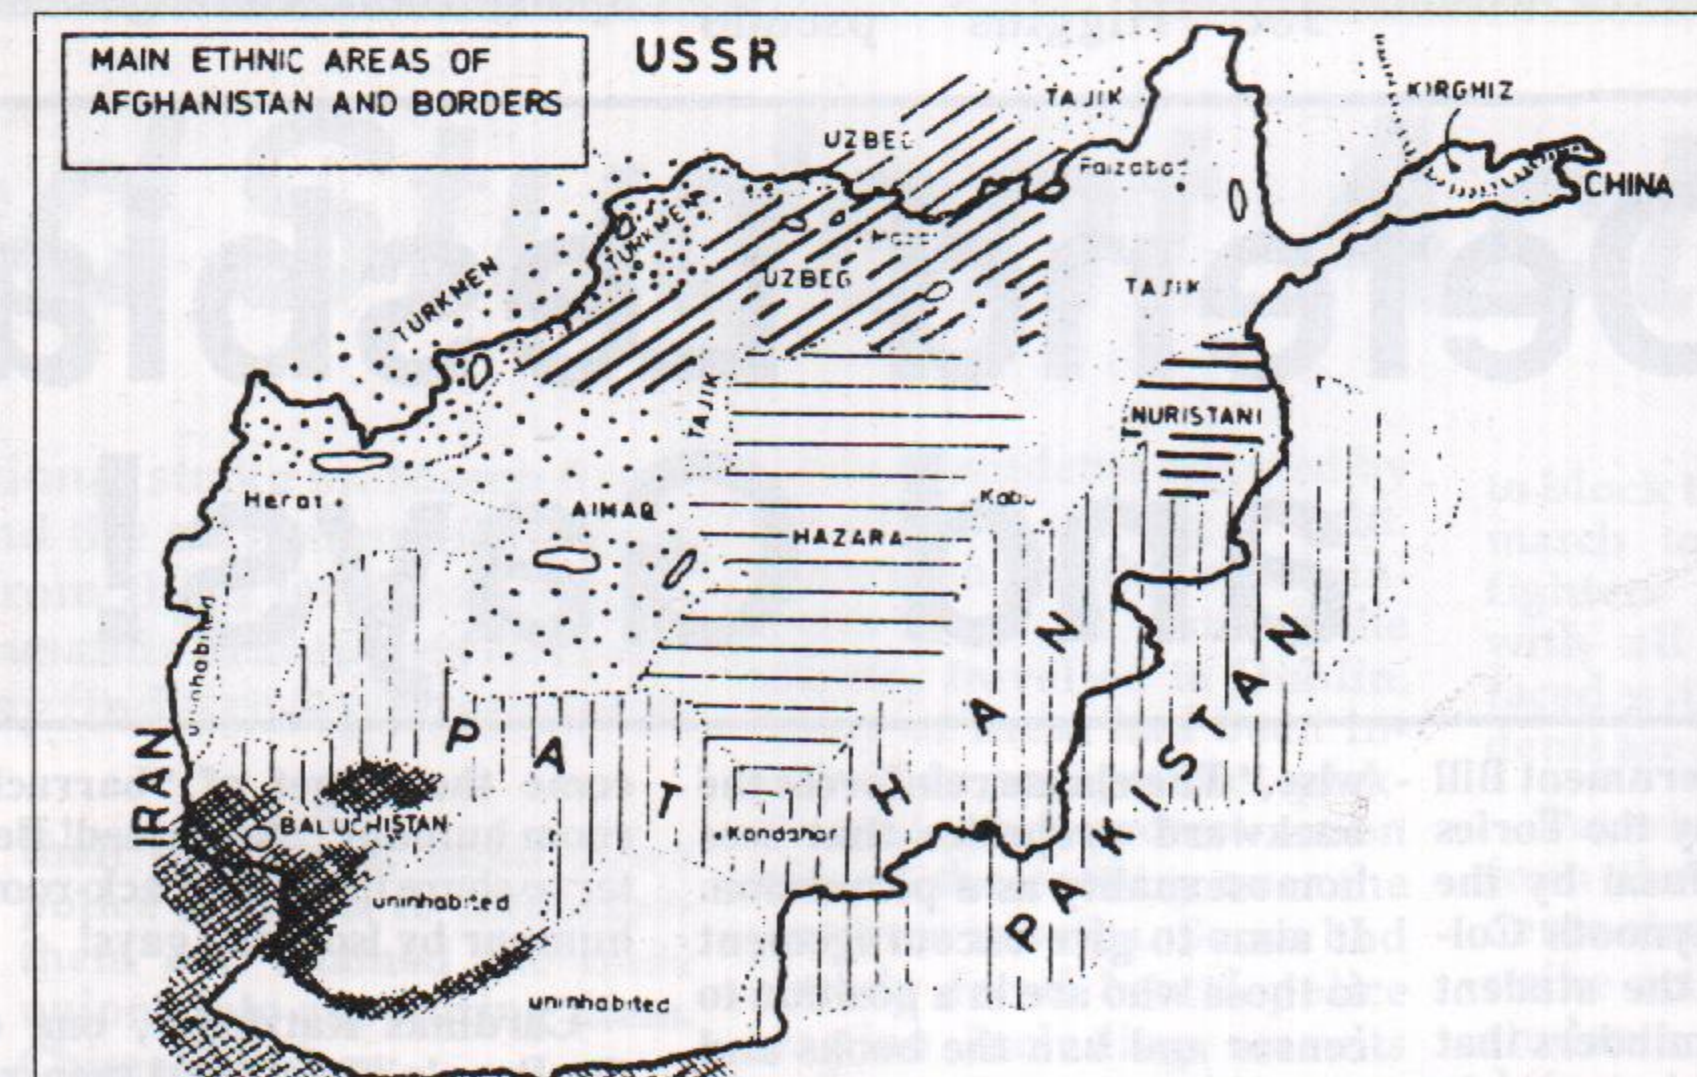 MAIN ETHNIC AREAS OF
AFGHANISTAN AND BORDERS
USSR
TAJIK
KIRGHIZ
UZBEG
Faizabad
CHINA
TURKMEN
TURKMEN
UZBEG
TAJIK
TAJIK
NURISTANI
Herat
AIMAQ
HAZARA
uninhabited
IRAN
PATHAN
PAKISTAN
BALUCHISTAN
Kandahar
uninhabited
uninhabited